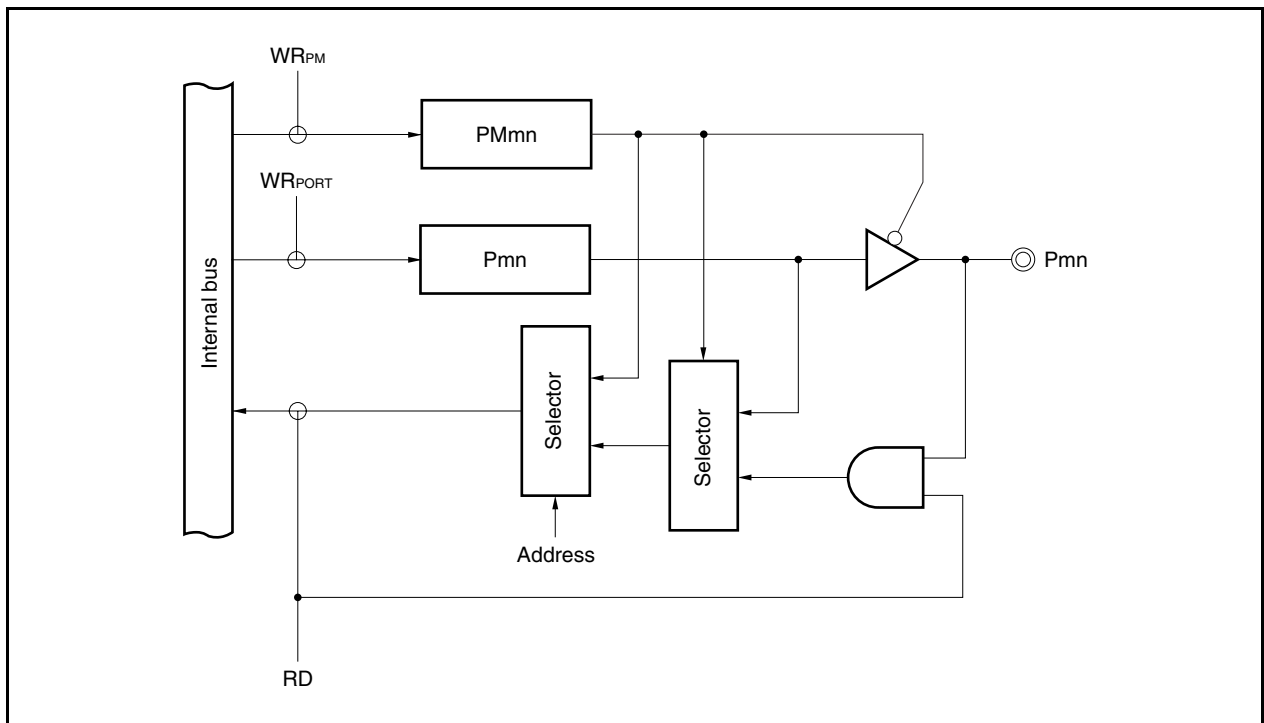 WRPM
PMmn
WRPORT
Pmn
Pmn
Internal bus
Selector
Selector
Address
RD